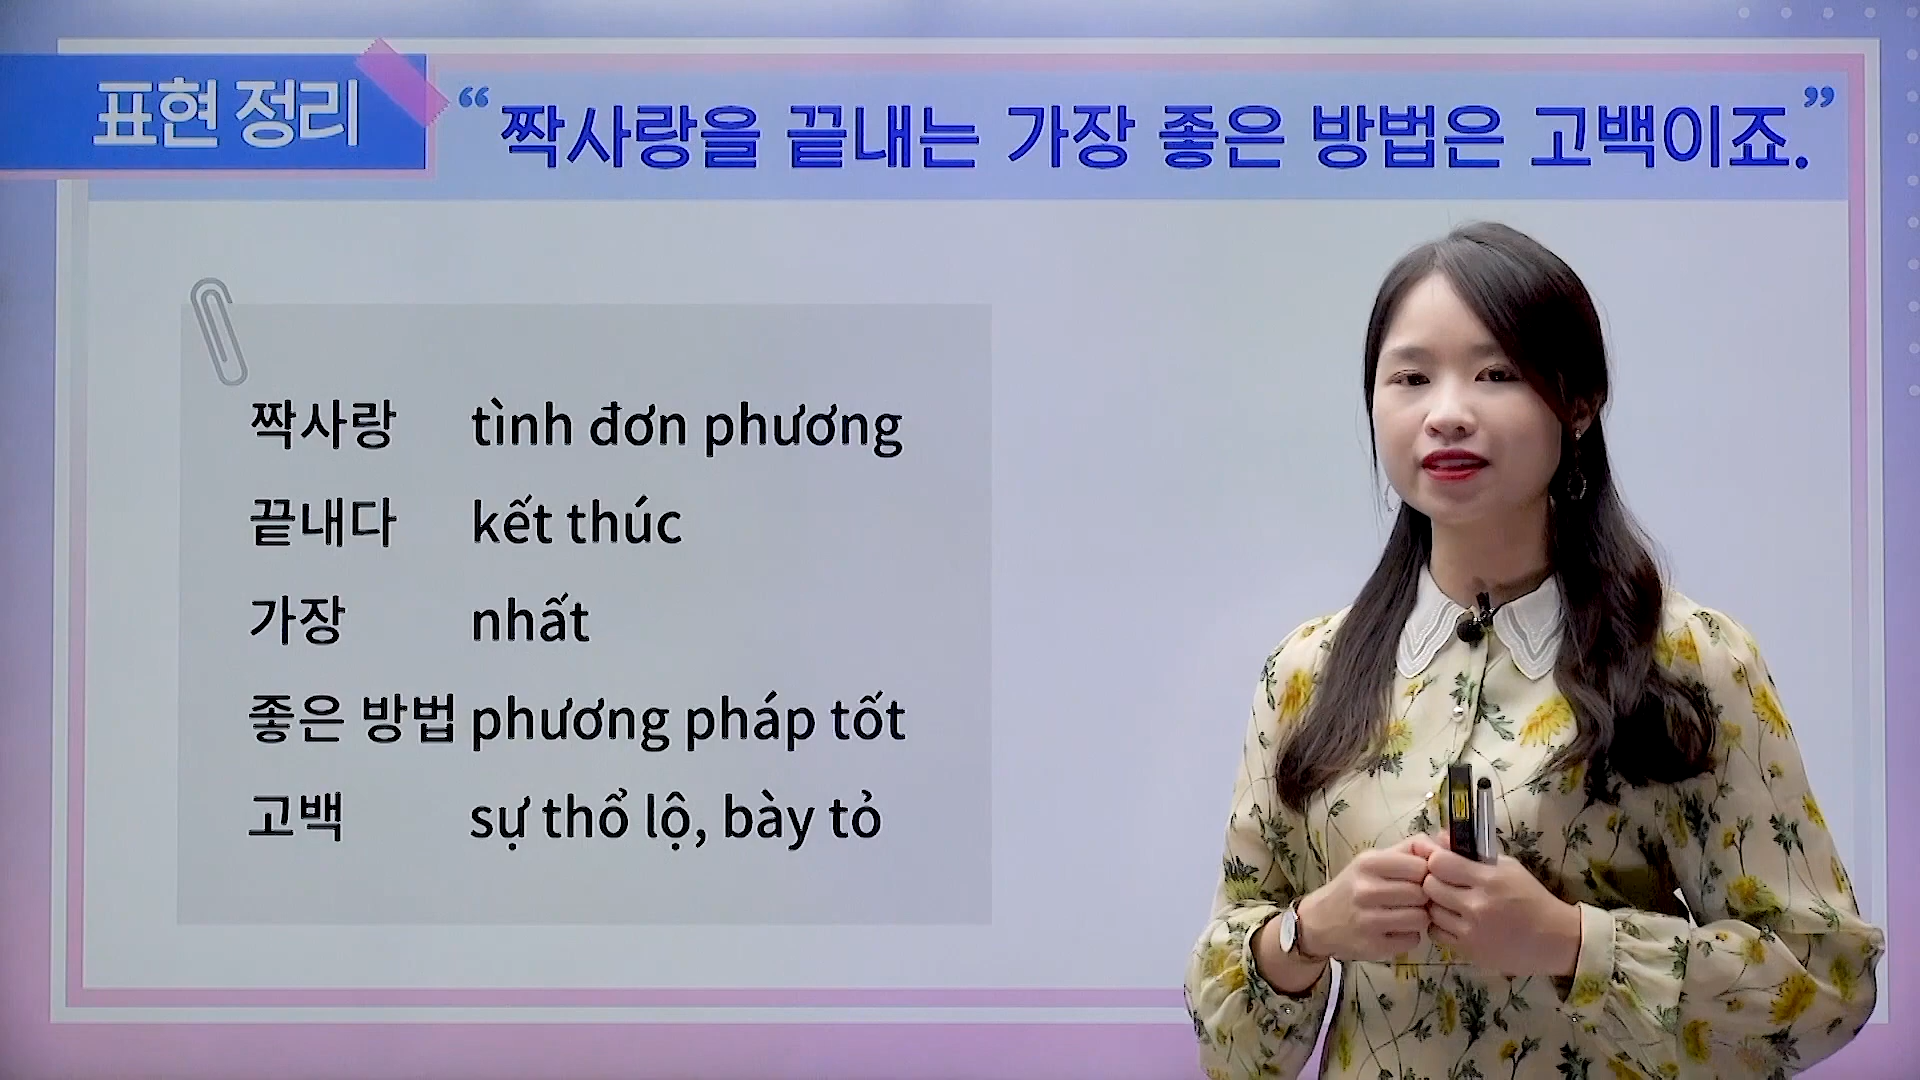 표현 정리
“짝사랑을 끝내는 가장 좋은 방법은 고백이죠.”
짝사랑 tình đơn phương
끝내다 kết thúc
가장 nhất
좋은 방법 phương pháp tốt
고백 sự thổ lộ, bày tỏ